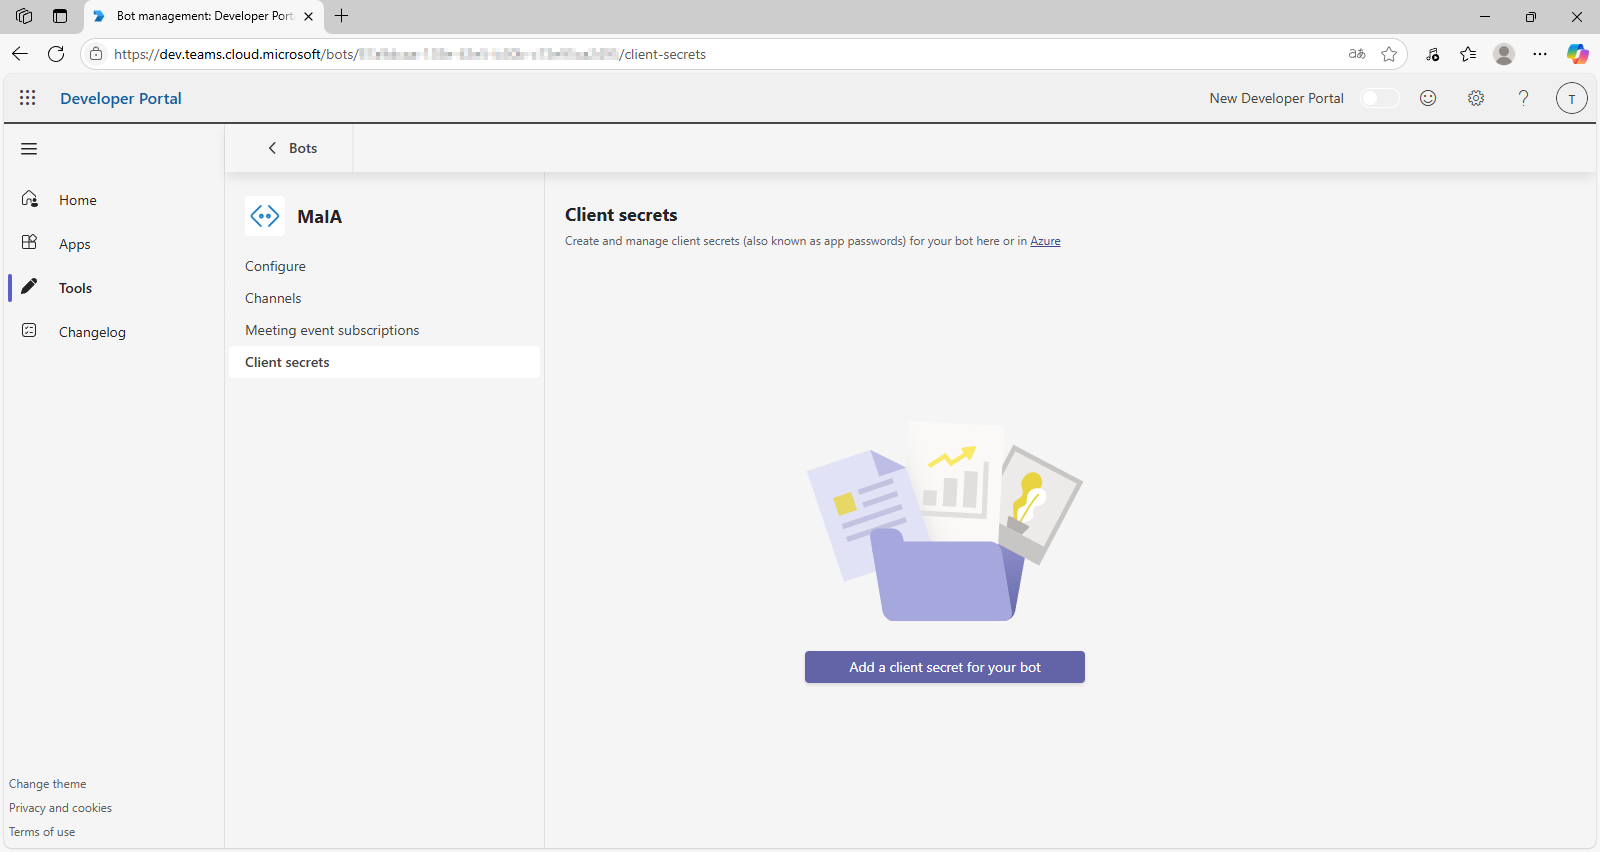 Bot management: Developer Port
https://dev.teams.cloud.microsoft/bots/ /client-secrets
Developer Portal
New Developer Portal
T
Bots
Home
Apps
Tools
Changelog
MaIA
Configure
Channels
Meeting event subscriptions
Client secrets
Client secrets
Create and manage client secrets (also known as app passwords) for your bot here or in Azure
Add a client secret for your bot
Change theme
Privacy and cookies
Terms of use